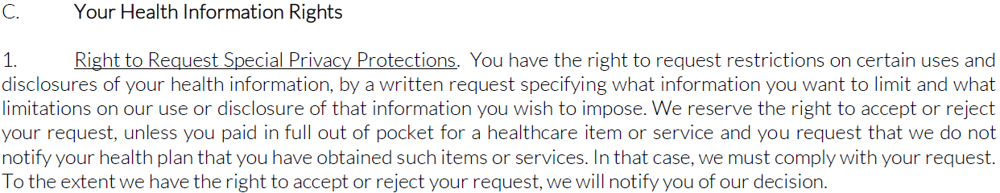 C. Your Health Information Rights
1. Right to Request Special Privacy Protections. You have the right to request restrictions on certain uses and
disclosures of your health information, by a written request specifying what information you want to limit and what
limitations on our use or disclosure of that information you wish to impose. We reserve the right to accept or reject
your request, unless you paid in full out of pocket for a healthcare item or service and you request that we do not
notify your health plan that you have obtained such items or services. In that case, we must comply with your request.
To the extent we have the right to accept or reject your request, we will notify you of our decision.